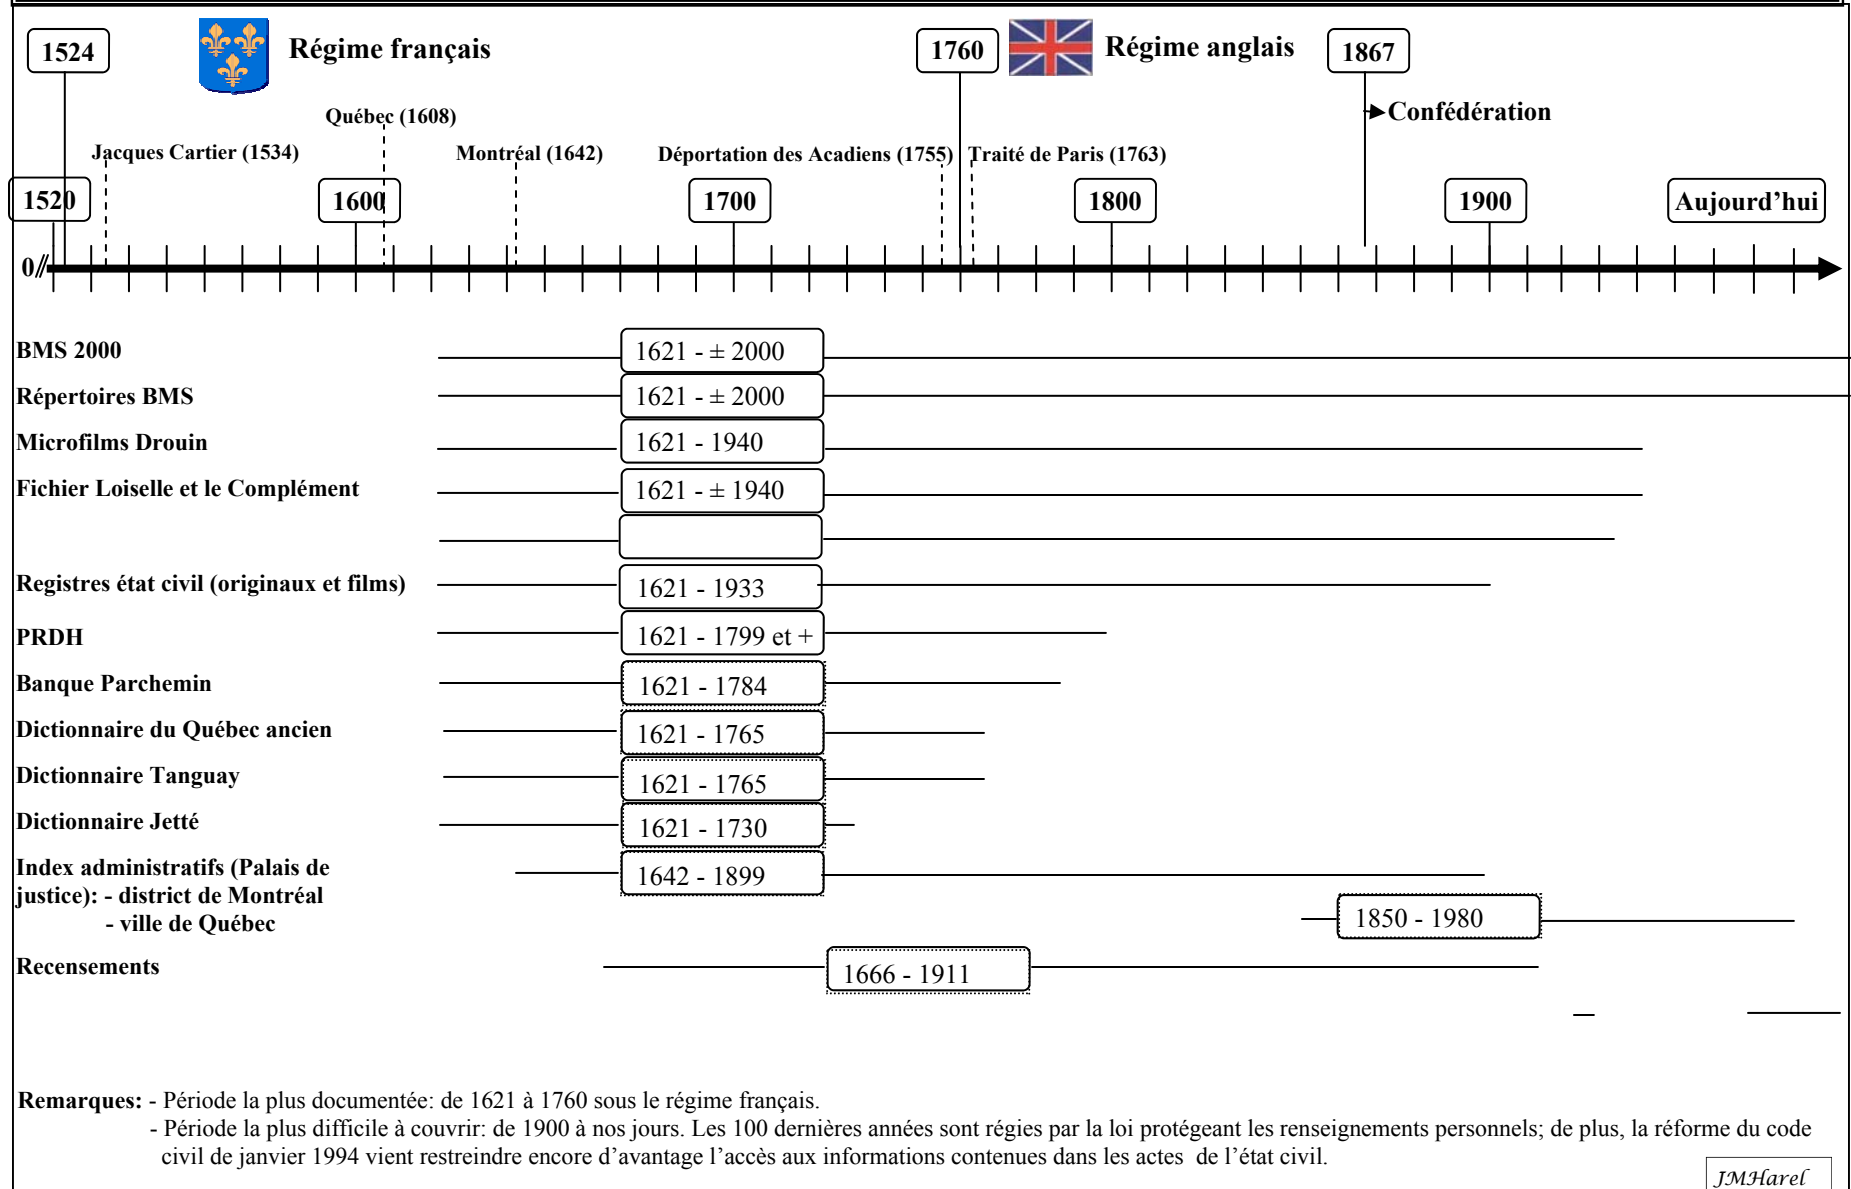 1524
Régime français
1760
Régime anglais
1867
Confédération
Québec (1608)
Jacques Cartier (1534)
Montréal (1642)
Déportation des Acadiens (1755)
Traité de Paris (1763)
1520
1600
1700
1800
1900
Aujourd’hui
0//
BMS 2000
1621 - ± 2000
Répertoires BMS
1621 - ± 2000
Microfilms Drouin
1621 - 1940
Fichier Loiselle et le Complément
1621 - ± 1940
Registres état civil (originaux et films)
1621 - 1933
PRDH
1621 - 1799 et +
Banque Parchemin
1621 - 1784
Dictionnaire du Québec ancien
1621 - 1765
Dictionnaire Tanguay
1621 - 1765
Dictionnaire Jetté
1621 - 1730
Index administratifs (Palais de
justice): - district de Montréal
1642 - 1899
- ville de Québec
1850 - 1980
Recensements
1666 - 1911
Remarques: - Période la plus documentée: de 1621 à 1760 sous le régime français.
- Période la plus difficile à couvrir: de 1900 à nos jours. Les 100 dernières années sont régies par la loi protégeant les renseignements personnels; de plus, la réforme du code
civil de janvier 1994 vient restreindre encore d’avantage l’accès aux informations contenues dans les actes de l’état civil.
JMHarel